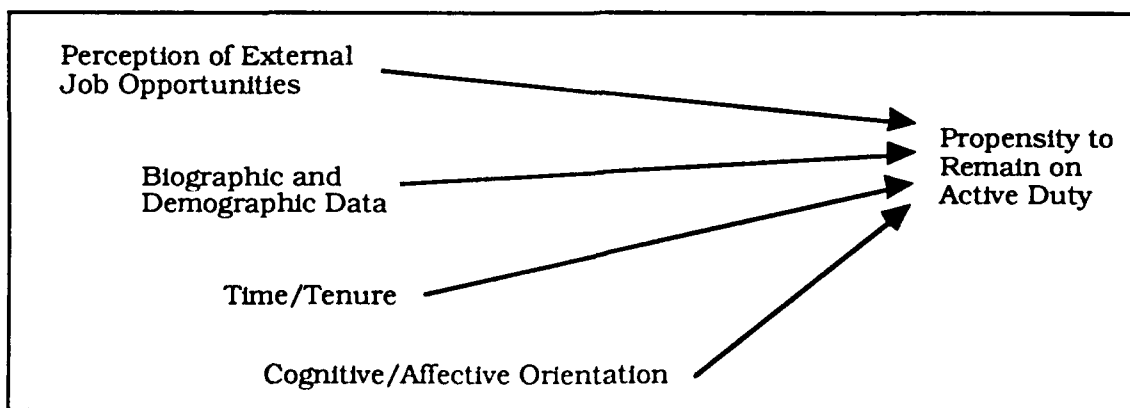 Perception of External
Job Opportunities
Biographic and
Demographic Data
Time/Tenure
Cognitive/Affective Orientation
Propensity to
Remain on
Active Duty